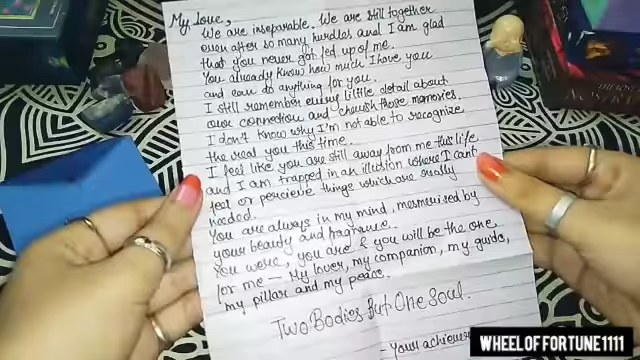 My Love,
We are inseparable. We are still together
even after so many hurdles and I am glad
that you never got fed up of me.
You already know how much I love you
and can do anything for you.
I still remember every little detail about
our connection and cherish those memories.
I don't know why I'm not able to recognize
the real you this time.
I feel like you are still away from me this life
and I am trapped in an illusion where I can't
feel or percieve things which are really
needed.
You are always in my mind, mesmerised by
your beauty and fragrance.
You were, you are & you will be the one
for me — My lover, my companion, my guide,
my pillar and my peace.
Two Bodies but One Soul.
- Your achiever
WHEEL OF FORTUNE1111